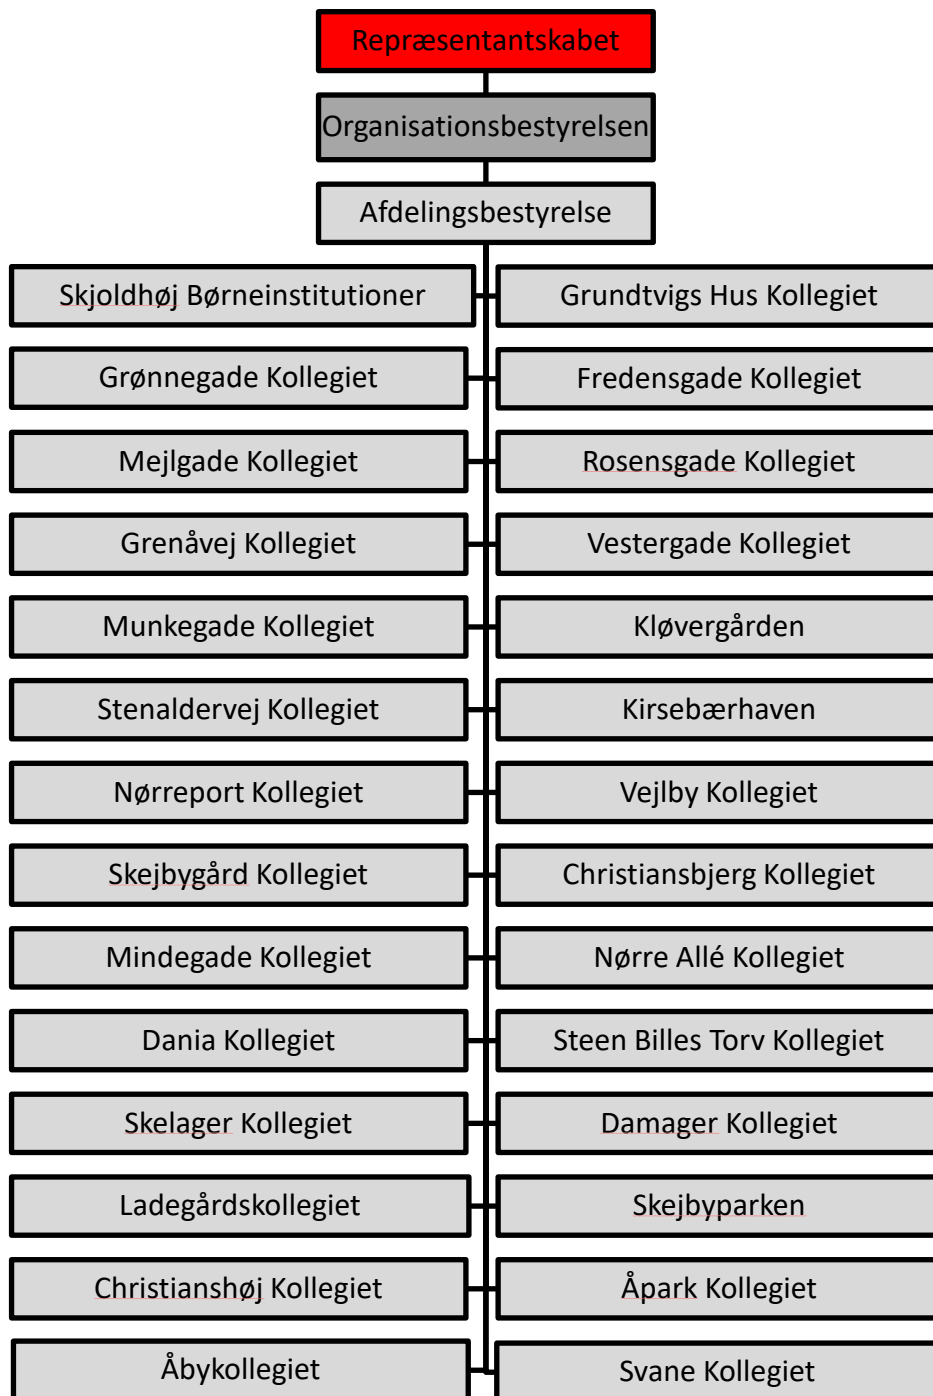 Repræsentantskabet
Organisationsbestyrelsen
Afdelingsbestyrelse
Skjoldhøj Børneinstitutioner
Grundtvigs Hus Kollegiet
Grønnegade Kollegiet
Fredensgade Kollegiet
Mejlgade Kollegiet
Rosensgade Kollegiet
Grenåvej Kollegiet
Vestergade Kollegiet
Munkegade Kollegiet
Kløvergården
Stenaldervej Kollegiet
Kirsebærhaven
Nørreport Kollegiet
Vejlby Kollegiet
Skejbygård Kollegiet
Christiansbjerg Kollegiet
Mindegade Kollegiet
Nørre Allé Kollegiet
Dania Kollegiet
Steen Billes Torv Kollegiet
Skelager Kollegiet
Damager Kollegiet
Ladegårdskollegiet
Skejbyparken
Christianshøj Kollegiet
Åpark Kollegiet
Åbykollegiet
Svane Kollegiet